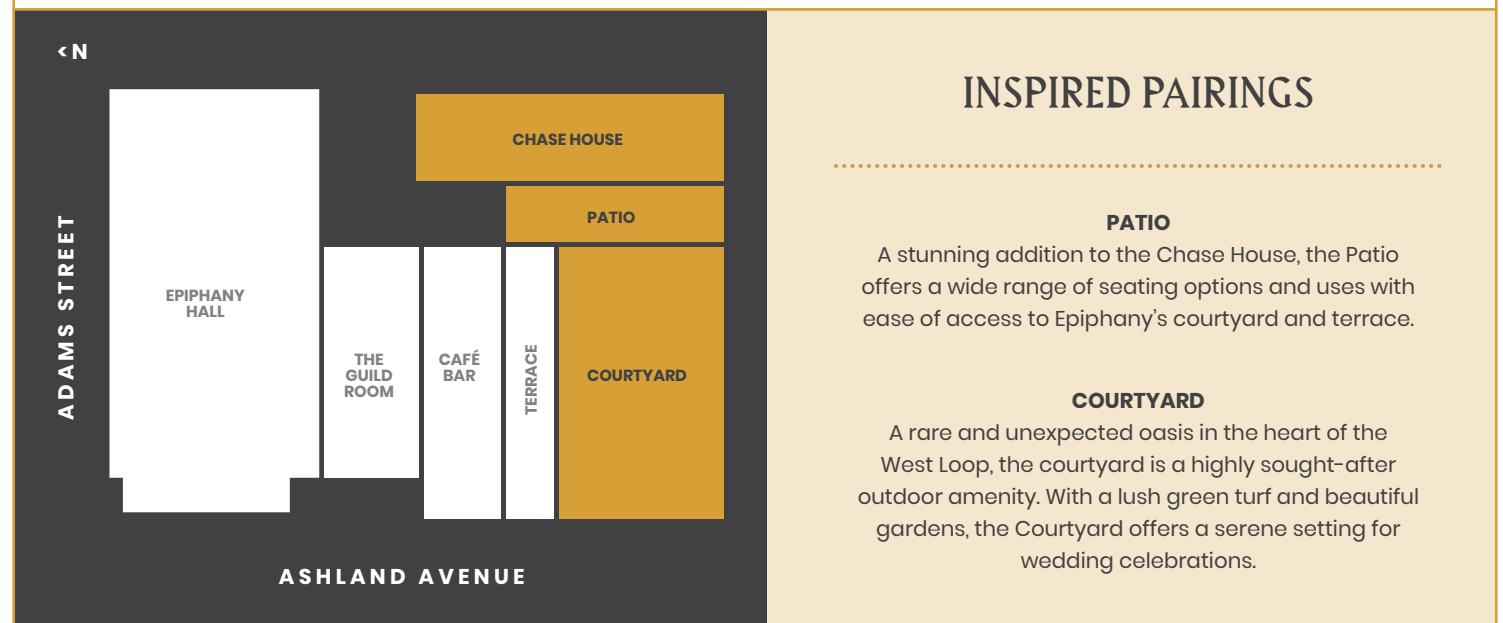 <N
CHASE HOUSE
PATIO
ADAMS STREET
EPIPHANY
HALL
THE
GUILD
ROOM
CAFÉ
BAR
TERRACE
COURTYARD
ASHLAND AVENUE
INSPIRED PAIRINGS
PATIO
A stunning addition to the Chase House, the Patio
offers a wide range of seating options and uses with
ease of access to Epiphany’s courtyard and terrace.
COURTYARD
A rare and unexpected oasis in the heart of the
West Loop, the courtyard is a highly sought-after
outdoor amenity. With a lush green turf and beautiful
gardens, the Courtyard offers a serene setting for
wedding celebrations.